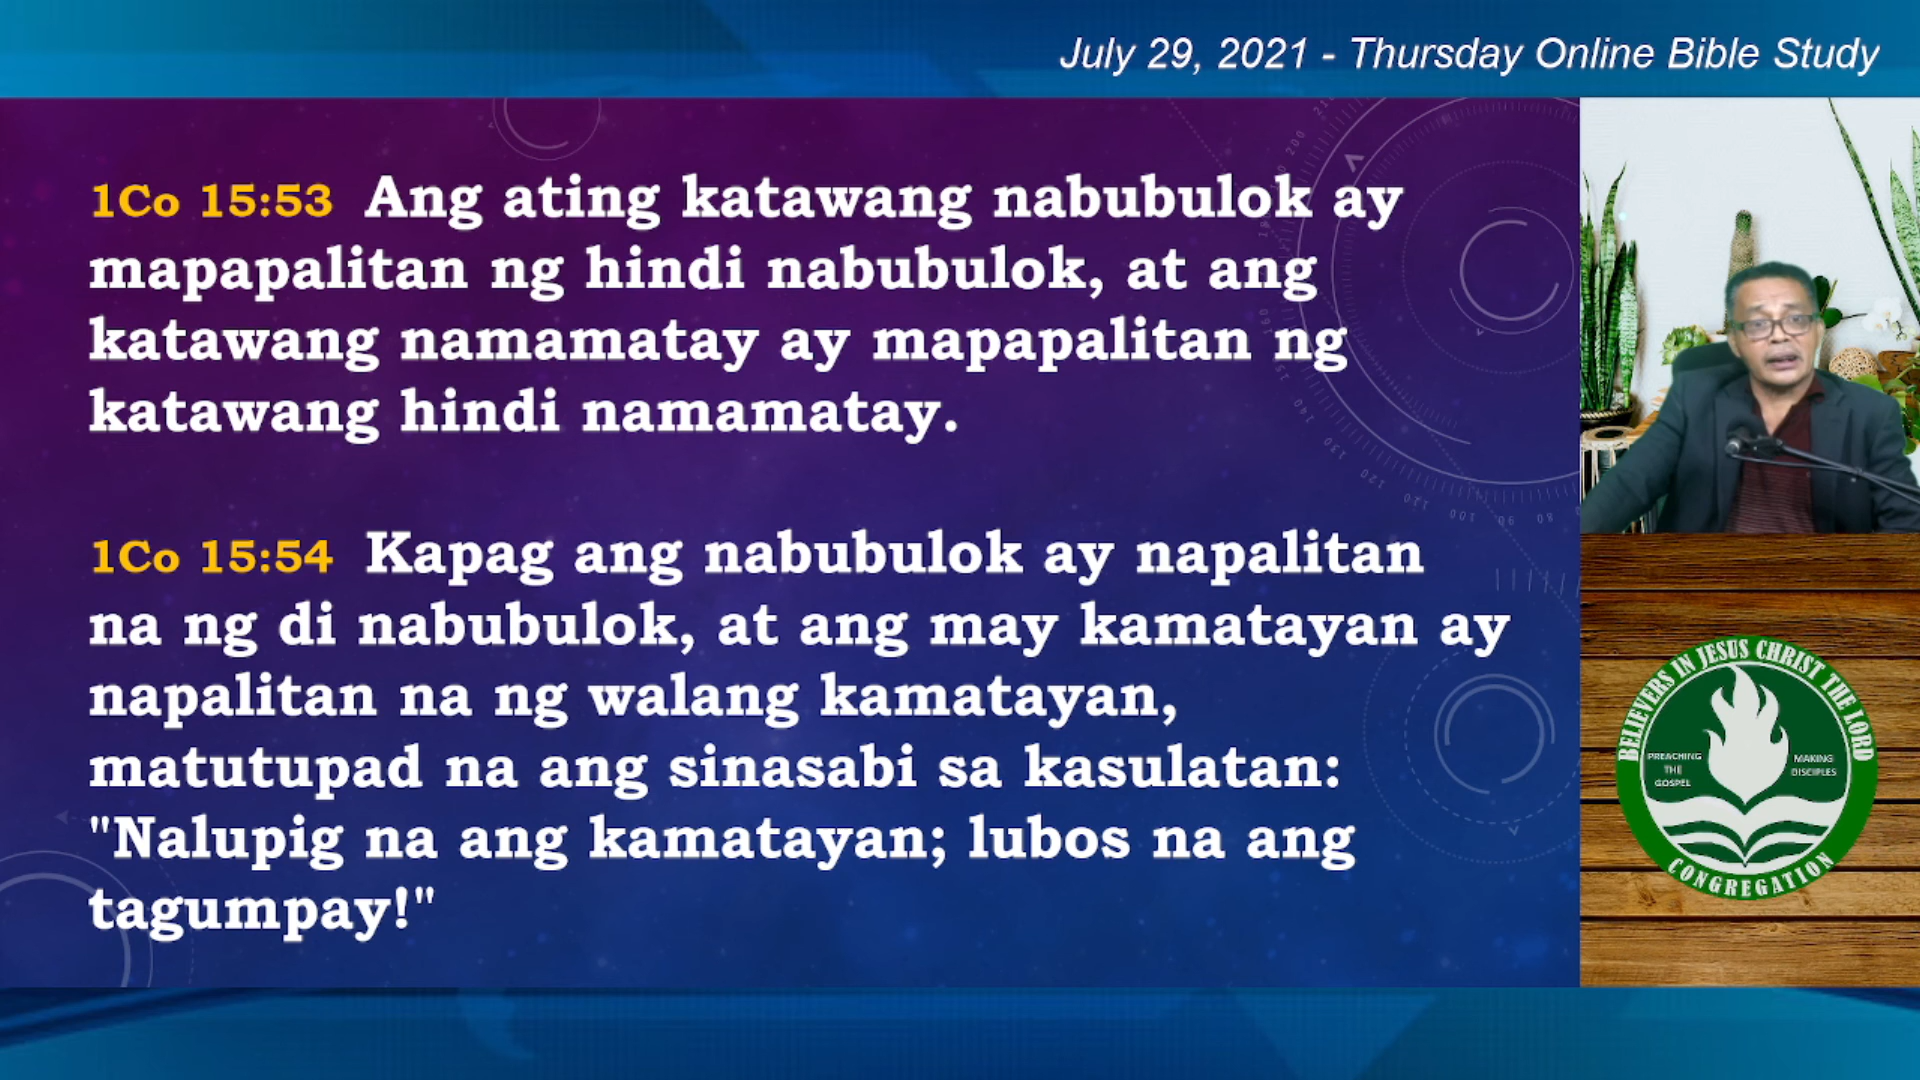 July 29, 2021 - Thursday Online Bible Study
1Co 15:53 Ang ating katawang nabubulok ay
mapapalitan ng hindi nabubulok, at ang
katawang namamatay ay mapapalitan ng
katawang hindi namamatay.
1Co 15:54 Kapag ang nabubulok ay napalitan
na ng di nabubulok, at ang may kamatayan ay
napalitan na ng walang kamatayan,
matutupad na ang sinasabi sa kasulatan:
"Nalupig na ang kamatayan; lubos na ang
tagumpay!"
BELIEVERS IN JESUS CHRIST THE LORD
PREACHING
THE
GOSPEL
MAKING
DISCIPLES
CONGREGATION